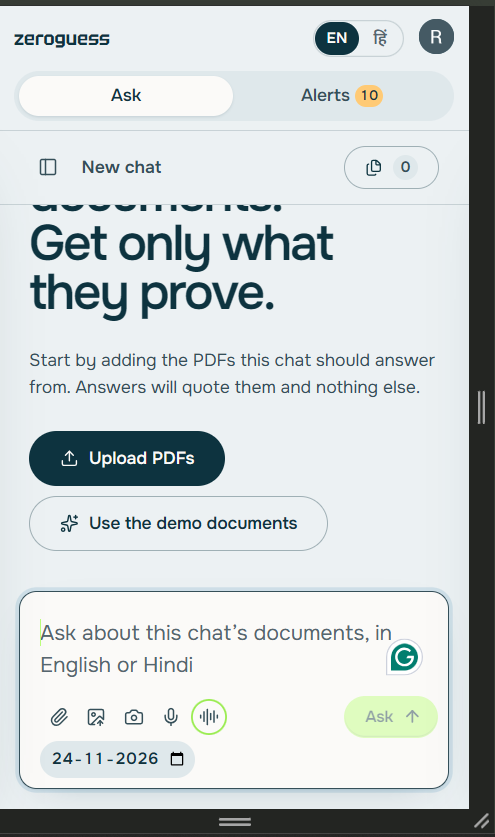 zeroguess
EN हिं R
Ask Alerts 10
New chat 0
documents.
Get only what
they prove.
Start by adding the PDFs this chat should answer
from. Answers will quote them and nothing else.
Upload PDFs
Use the demo documents
Ask about this chat’s documents, in
English or Hindi
Ask
24-11-2026